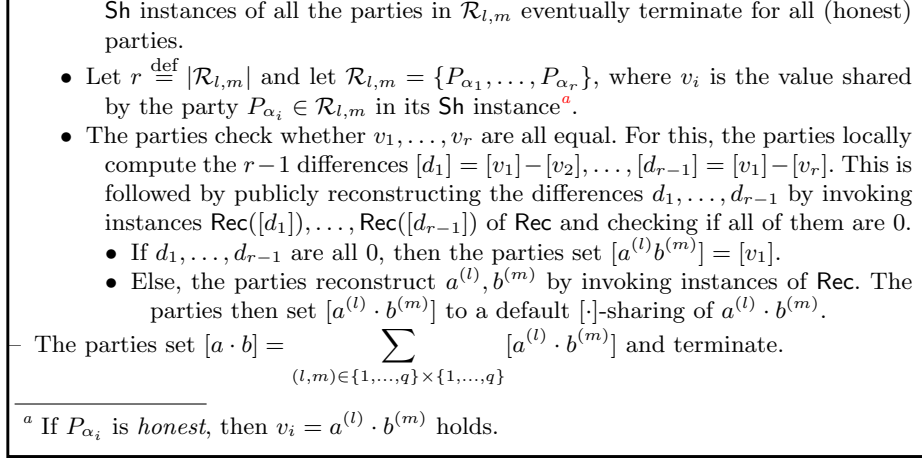 Sh instances of all the parties in ℛ_{l,m} eventually terminate for all (honest)
parties.
• Let r ≝ |ℛ_{l,m}| and let ℛ_{l,m} = {P_{α_1}, . . . , P_{α_r}}, where v_i is the value shared
by the party P_{α_i} ∈ ℛ_{l,m} in its Sh instance^a.
• The parties check whether v_1, . . . , v_r are all equal. For this, the parties locally
compute the r−1 differences [d_1] = [v_1]−[v_2], . . . , [d_{r−1}] = [v_1]−[v_r]. This is
followed by publicly reconstructing the differences d_1, . . . , d_{r−1} by invoking
instances Rec([d_1]), . . . , Rec([d_{r−1}]) of Rec and checking if all of them are 0.
• If d_1, . . . , d_{r−1} are all 0, then the parties set [a^{(l)}b^{(m)}] = [v_1].
• Else, the parties reconstruct a^{(l)}, b^{(m)} by invoking instances of Rec. The
parties then set [a^{(l)} · b^{(m)}] to a default [·]-sharing of a^{(l)} · b^{(m)}.
– The parties set [a · b] = ∑_{(l,m)∈{1,...,q}×{1,...,q}} [a^{(l)} · b^{(m)}] and terminate.
^a If P_{α_i} is honest, then v_i = a^{(l)} · b^{(m)} holds.